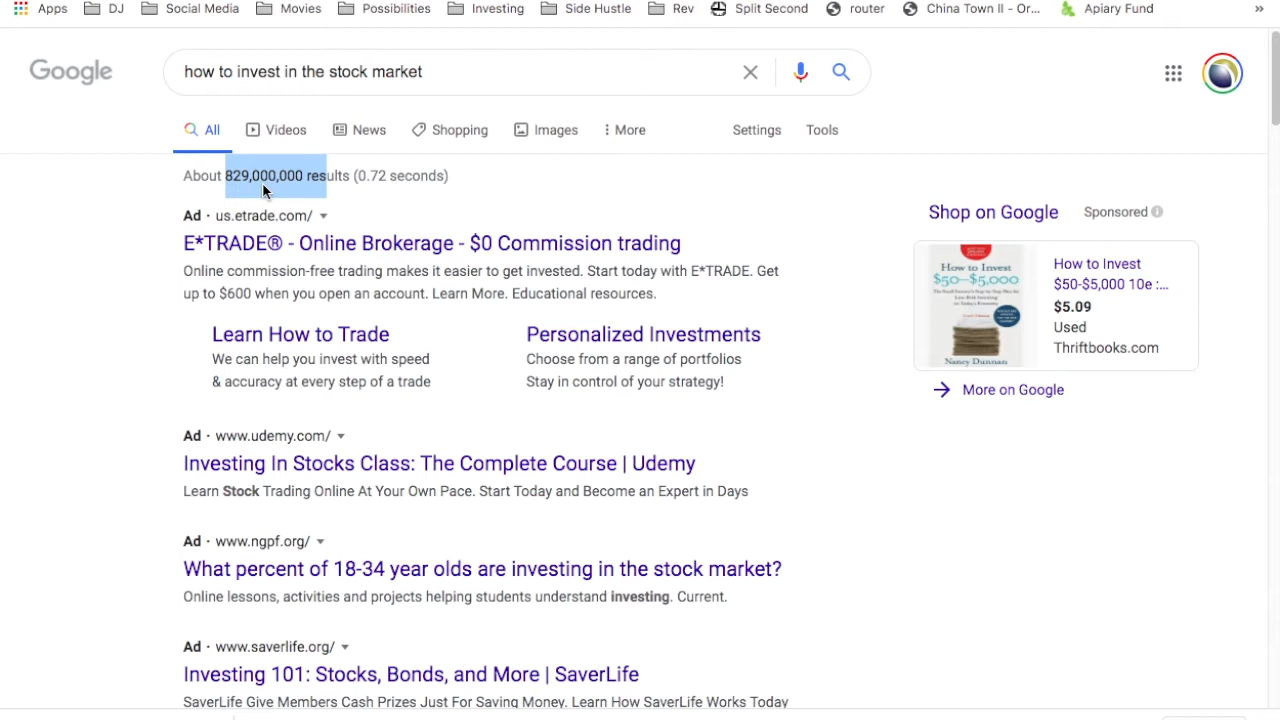 Apps DJ Social Media Movies Possibilities Investing Side Hustle Rev Split Second router China Town II - Or... Apiary Fund »
Google how to invest in the stock market
All Videos News Shopping Images More Settings Tools
About 829,000,000 results (0.72 seconds)
Ad · us.etrade.com/
E*TRADE® - Online Brokerage - $0 Commission trading
Online commission-free trading makes it easier to get invested. Start today with E*TRADE. Get
up to $600 when you open an account. Learn More. Educational resources.
Learn How to Trade
We can help you invest with speed
& accuracy at every step of a trade
Personalized Investments
Choose from a range of portfolios
Stay in control of your strategy!
Ad · www.udemy.com/
Investing In Stocks Class: The Complete Course | Udemy
Learn Stock Trading Online At Your Own Pace. Start Today and Become an Expert in Days
Ad · www.ngpf.org/
What percent of 18-34 year olds are investing in the stock market?
Online lessons, activities and projects helping students understand investing. Current.
Ad · www.saverlife.org/
Investing 101: Stocks, Bonds, and More | SaverLife
SaverLife Give Members Cash Prizes Just For Saving Money. Learn How SaverLife Works Today
Shop on Google Sponsored
How to Invest
$50–$5,000
Nancy Dunnan
How to Invest
$50-$5,000 10e :...
$5.09
Used
Thriftbooks.com
More on Google